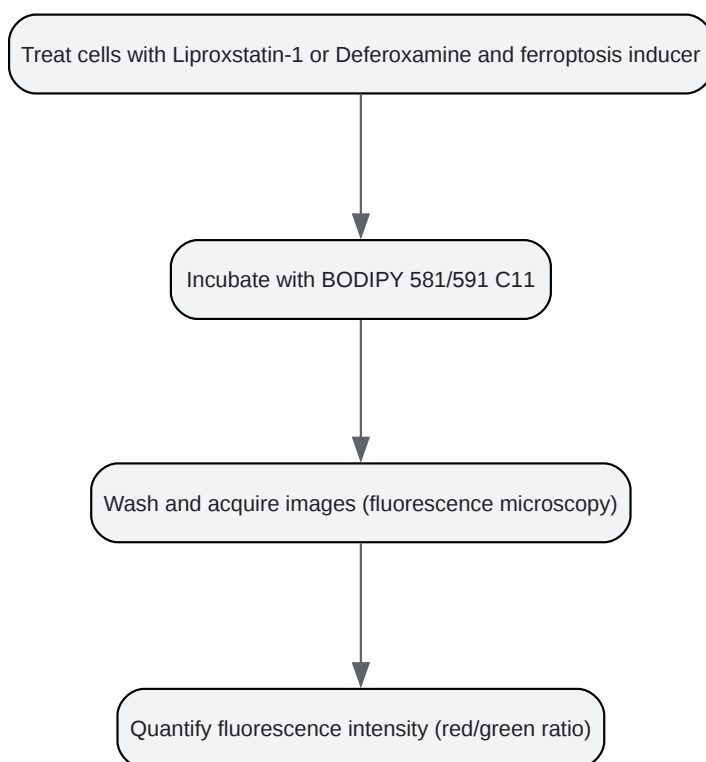 Treat cells with Liproxstatin-1 or Deferoxamine and ferroptosis inducer
Incubate with BODIPY 581/591 C11
Wash and acquire images (fluorescence microscopy)
Quantify fluorescence intensity (red/green ratio)